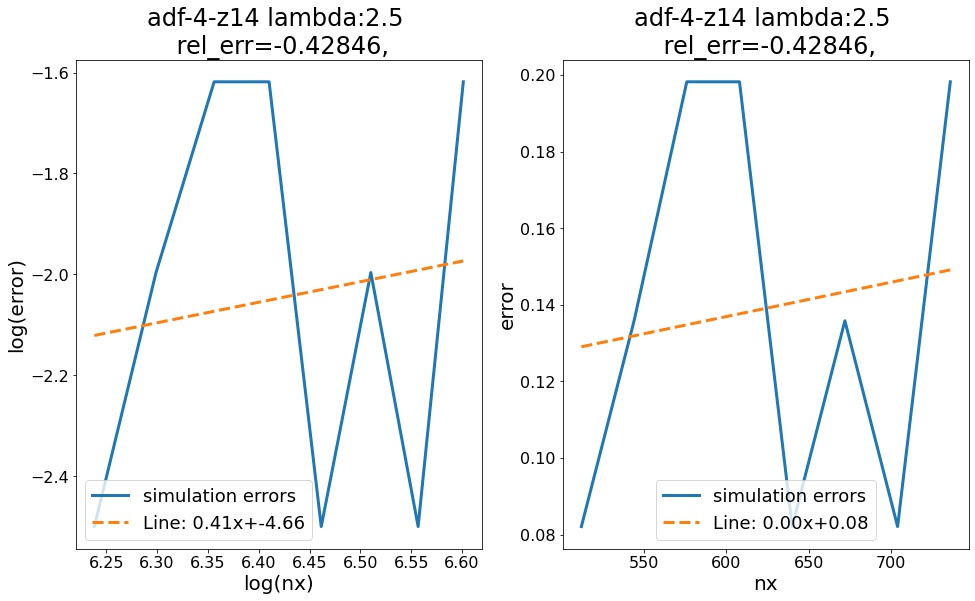 adf-4-z14 lambda:2.5
rel_err=-0.42846,
−1.6
−1.8
−2.0
−2.2
−2.4
log(error)
simulation errors
Line: 0.41x+-4.66
6.25 6.30 6.35 6.40 6.45 6.50 6.55 6.60
log(nx)
adf-4-z14 lambda:2.5
rel_err=-0.42846,
0.20
0.18
0.16
0.14
0.12
0.10
0.08
error
simulation errors
Line: 0.00x+0.08
550 600 650 700
nx